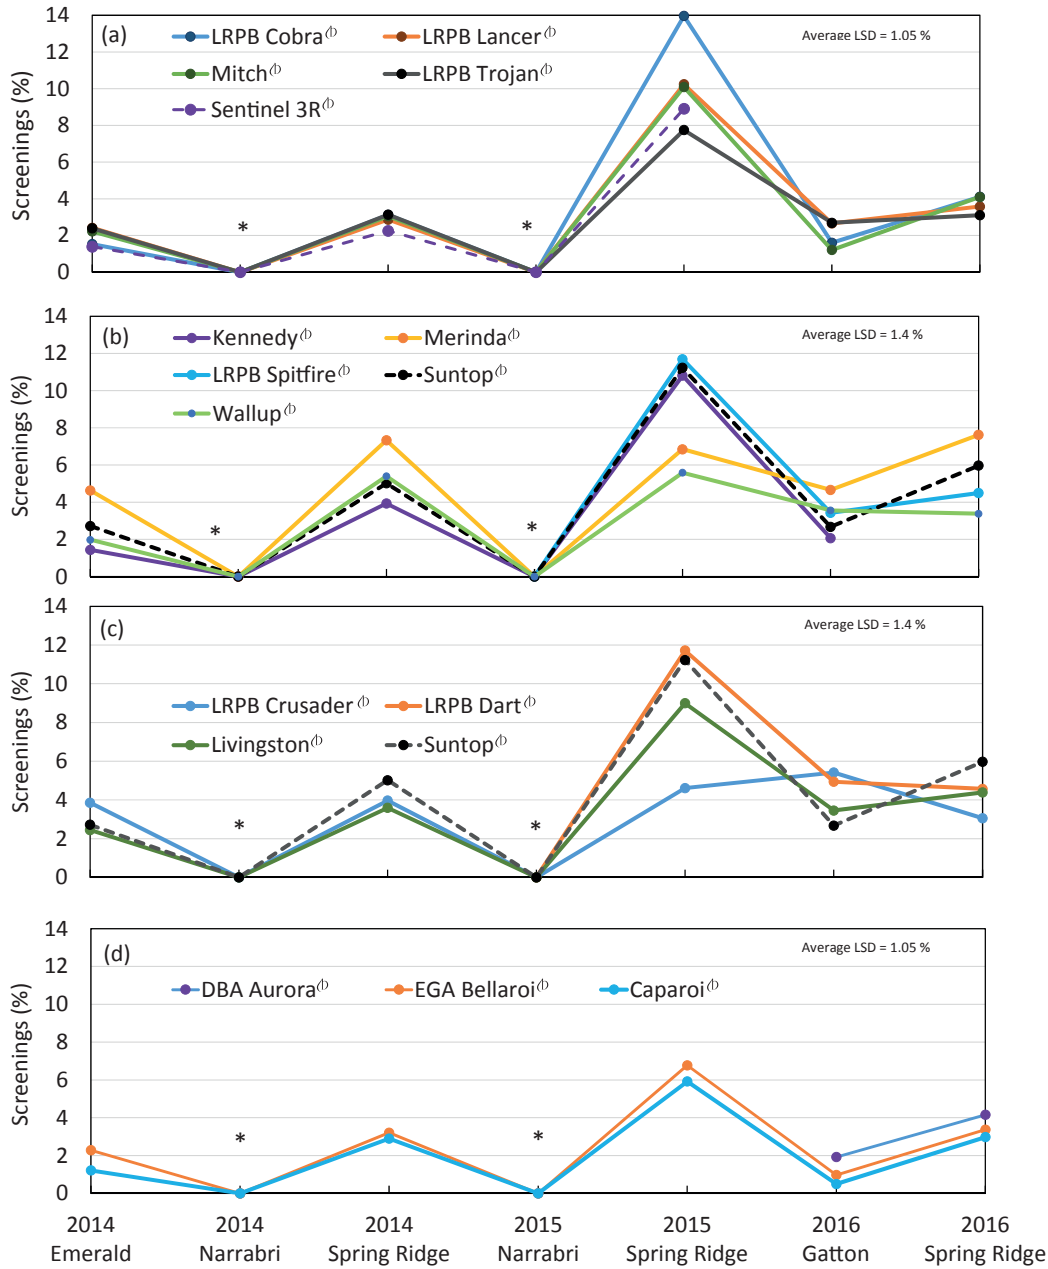 (a)
LRPB Cobra
LRPB Lancer
Average LSD = 1.05 %
Mitch
LRPB Trojan
Sentinel 3R
Screenings (%)
14
12
10
8
6
4
2
0
*
*
(b)
Kennedy
Merinda
Average LSD = 1.4 %
LRPB Spitfire
Suntop
Wallup
Screenings (%)
14
12
10
8
6
4
2
0
*
*
(c)
Average LSD = 1.4 %
LRPB Crusader
LRPB Dart
Livingston
Suntop
Screenings (%)
14
12
10
8
6
4
2
0
*
*
(d)
Average LSD = 1.05 %
DBA Aurora
EGA Bellaroi
Caparoi
Screenings (%)
14
12
10
8
6
4
2
0
*
*
2014
Emerald
2014
Narrabri
2014
Spring Ridge
2015
Narrabri
2015
Spring Ridge
2016
Gatton
2016
Spring Ridge